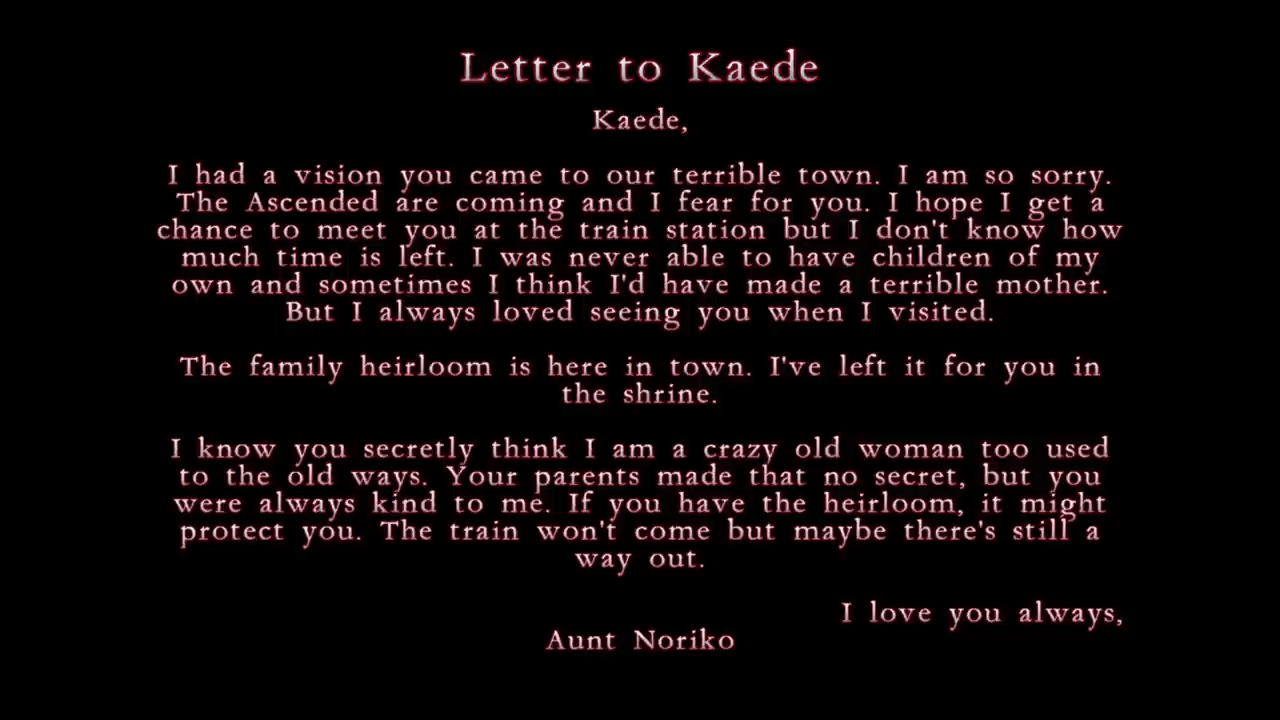 Letter to Kaede
Kaede,
I had a vision you came to our terrible town. I am so sorry.
The Ascended are coming and I fear for you. I hope I get a
chance to meet you at the train station but I don't know how
much time is left. I was never able to have children of my
own and sometimes I think I'd have made a terrible mother.
But I always loved seeing you when I visited.
The family heirloom is here in town. I've left it for you in
the shrine.
I know you secretly think I am a crazy old woman too used
to the old ways. Your parents made that no secret, but you
were always kind to me. If you have the heirloom, it might
protect you. The train won't come but maybe there's still a
way out.
I love you always,
Aunt Noriko